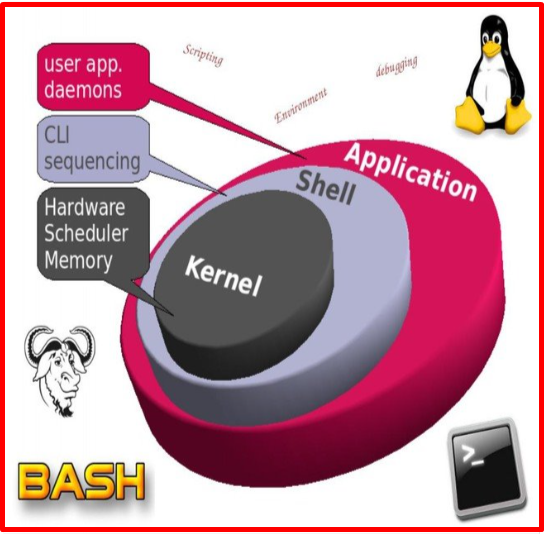 Scripting
debugging
Environment
user app.
daemons
CLI
sequencing
Hardware
Scheduler
Memory
Application
Shell
Kernel
BASH
>_